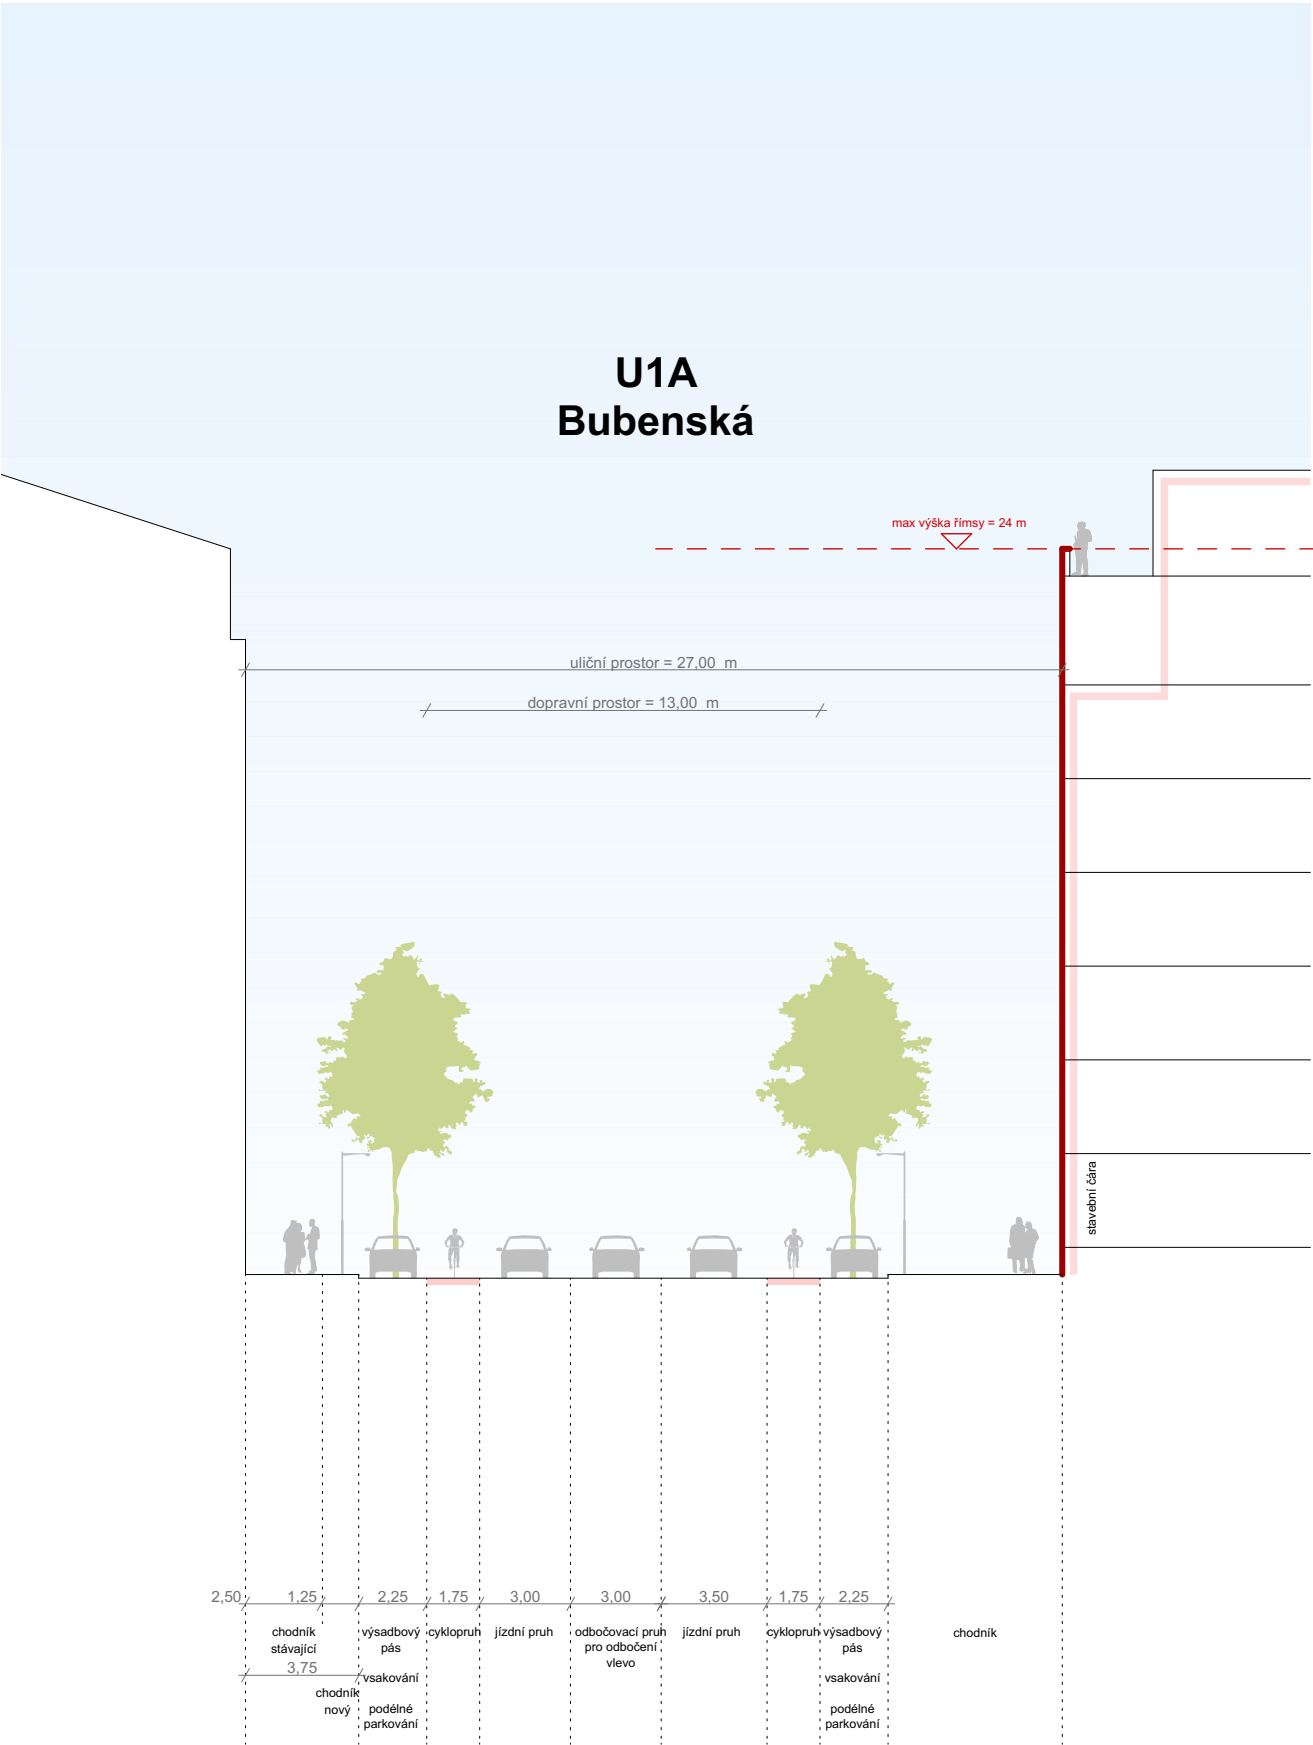 U1A
Bubenská
max výška římsy = 24 m
uliční prostor = 27,00 m
dopravní prostor = 13,00 m
stavební čára
2,50 1,25 2,25 1,75 3,00 3,00 3,50 1,75 2,25
chodník
stávající
3,75
chodník
nový
výsadbový
pás
vsakování
podélné
parkování
cyklopruh
jízdní pruh
odbočovací pruh
pro odbočení
vlevo
jízdní pruh
cyklopruh
výsadbový
pás
vsakování
podélné
parkování
chodník